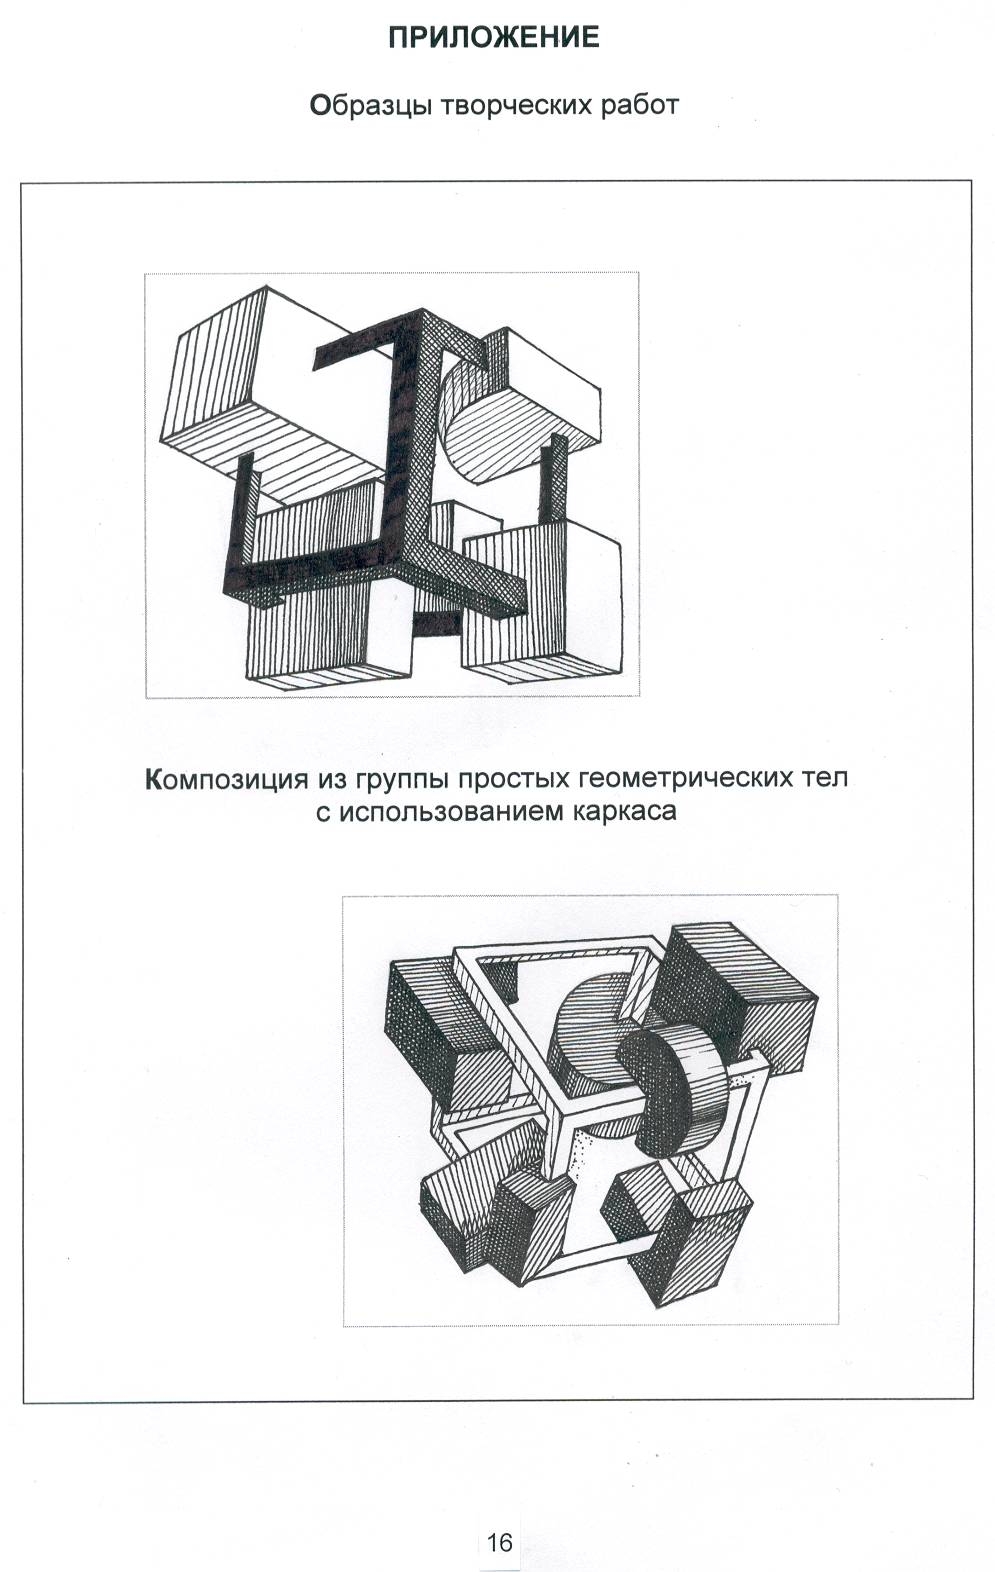 ПРИЛОЖЕНИЕ
Образцы творческих работ
Композиция из группы простых геометрических тел
с использованием каркаса
16